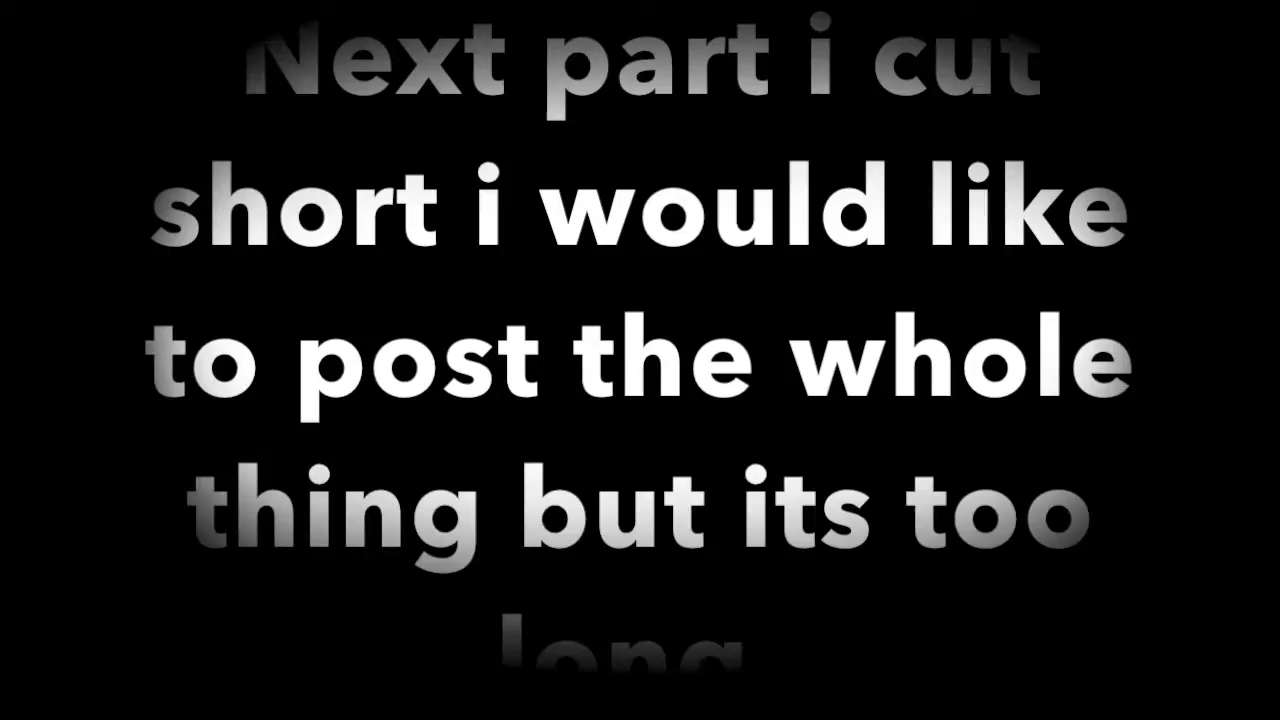 Next part i cut
short i would like
to post the whole
thing but its too
long